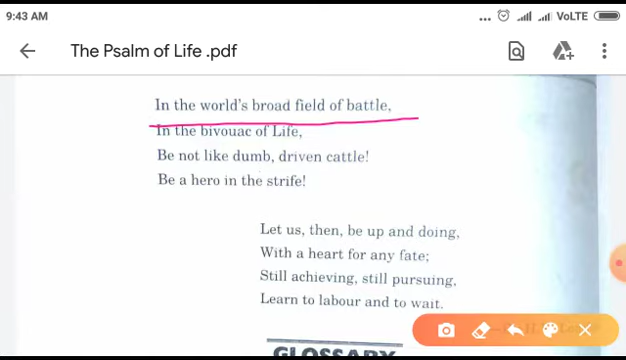 9:43 AM
... VoLTE
The Psalm of Life .pdf
In the world's broad field of battle,
In the bivouac of Life,
Be not like dumb, driven cattle!
Be a hero in the strife!
Let us, then, be up and doing,
With a heart for any fate;
Still achieving, still pursuing,
Learn to labour and to wait.
GLOSSARY